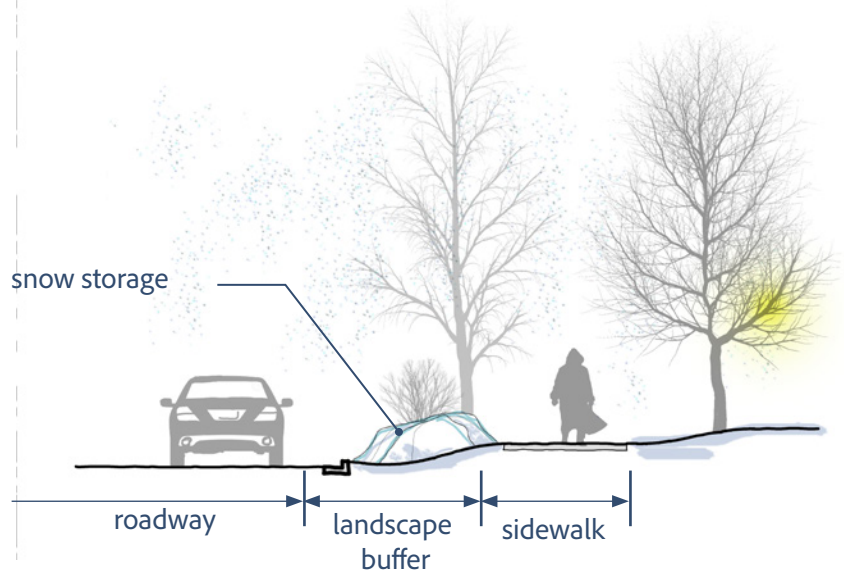 snow storage
roadway
landscape
buffer
sidewalk